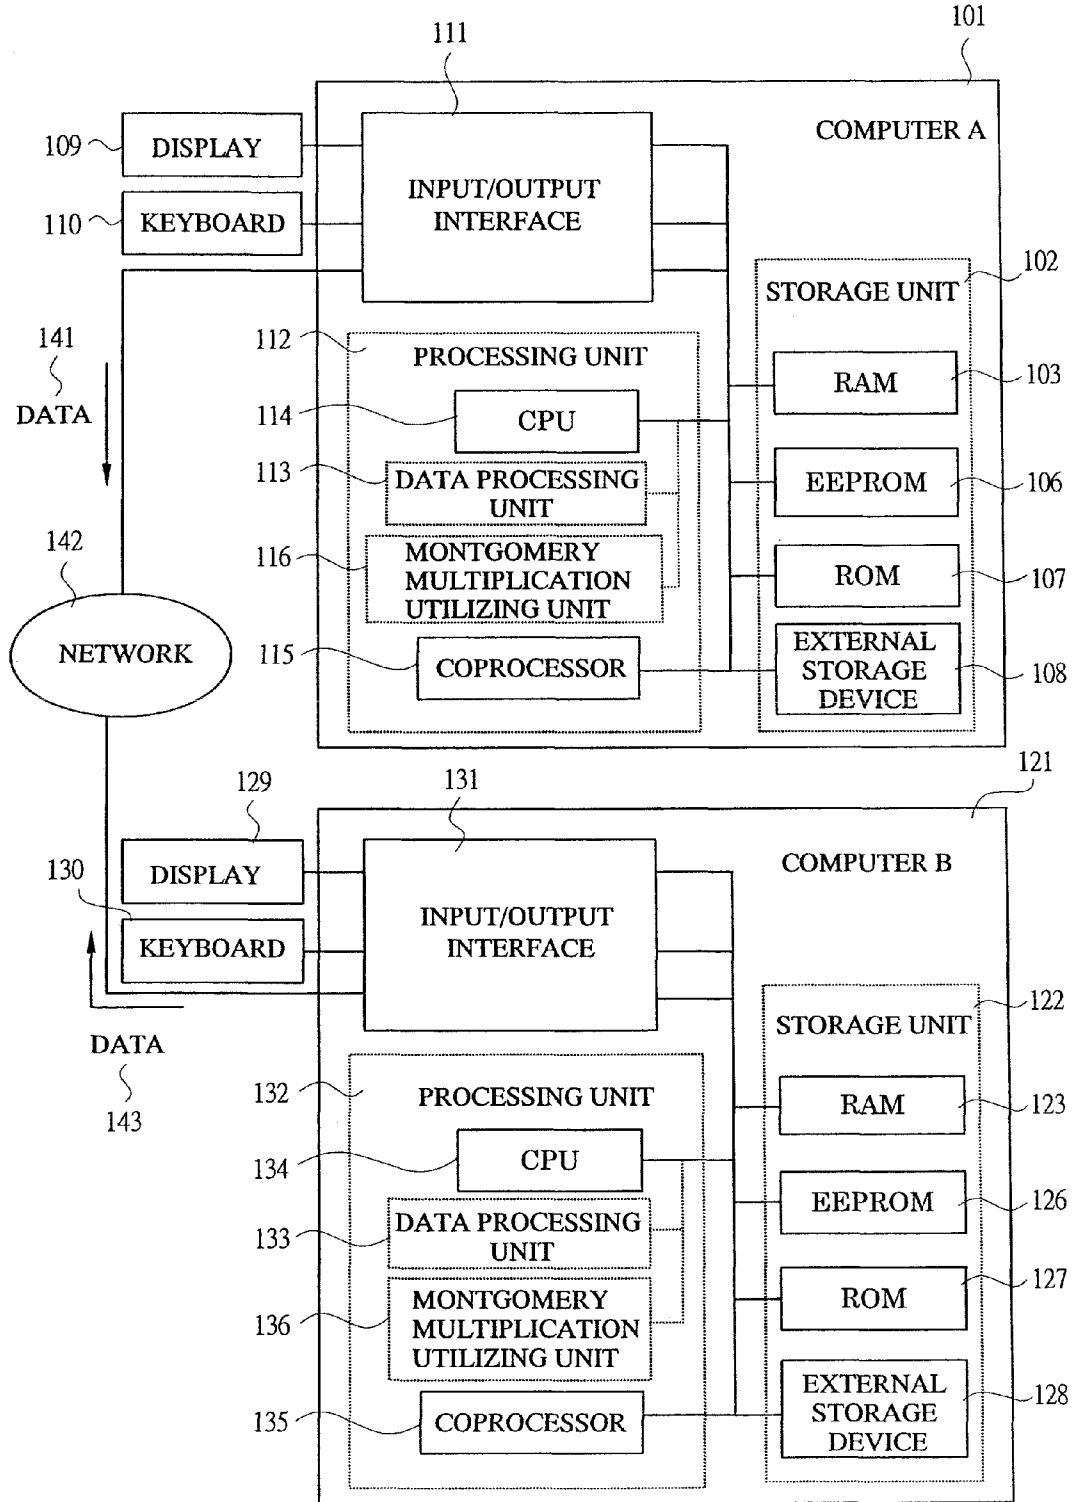 111
101
COMPUTER A
109
DISPLAY
INPUT/OUTPUT
INTERFACE
110
KEYBOARD
102
STORAGE UNIT
141
DATA
112
PROCESSING UNIT
RAM
103
114
CPU
113
DATA PROCESSING
UNIT
EEPROM
106
142
116
MONTGOMERY
MULTIPLICATION
UTILIZING UNIT
ROM
107
NETWORK
115
COPROCESSOR
EXTERNAL
STORAGE
DEVICE
108
121
129
131
COMPUTER B
130
DISPLAY
INPUT/OUTPUT
INTERFACE
KEYBOARD
122
STORAGE UNIT
DATA
143
132
PROCESSING UNIT
RAM
123
134
CPU
133
DATA PROCESSING
UNIT
EEPROM
126
136
MONTGOMERY
MULTIPLICATION
UTILIZING UNIT
ROM
127
135
COPROCESSOR
EXTERNAL
STORAGE
DEVICE
128